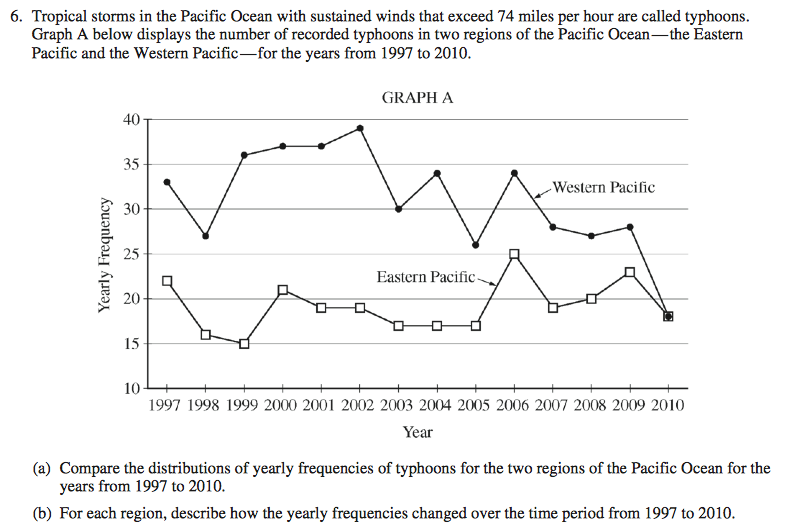 6. Tropical storms in the Pacific Ocean with sustained winds that exceed 74 miles per hour are called typhoons.
Graph A below displays the number of recorded typhoons in two regions of the Pacific Ocean—the Eastern
Pacific and the Western Pacific—for the years from 1997 to 2010.
GRAPH A
40
35
Western Pacific
30
Yearly Frequency
25
Eastern Pacific
20
15
10
1997 1998 1999 2000 2001 2002 2003 2004 2005 2006 2007 2008 2009 2010
Year
(a) Compare the distributions of yearly frequencies of typhoons for the two regions of the Pacific Ocean for the
years from 1997 to 2010.
(b) For each region, describe how the yearly frequencies changed over the time period from 1997 to 2010.